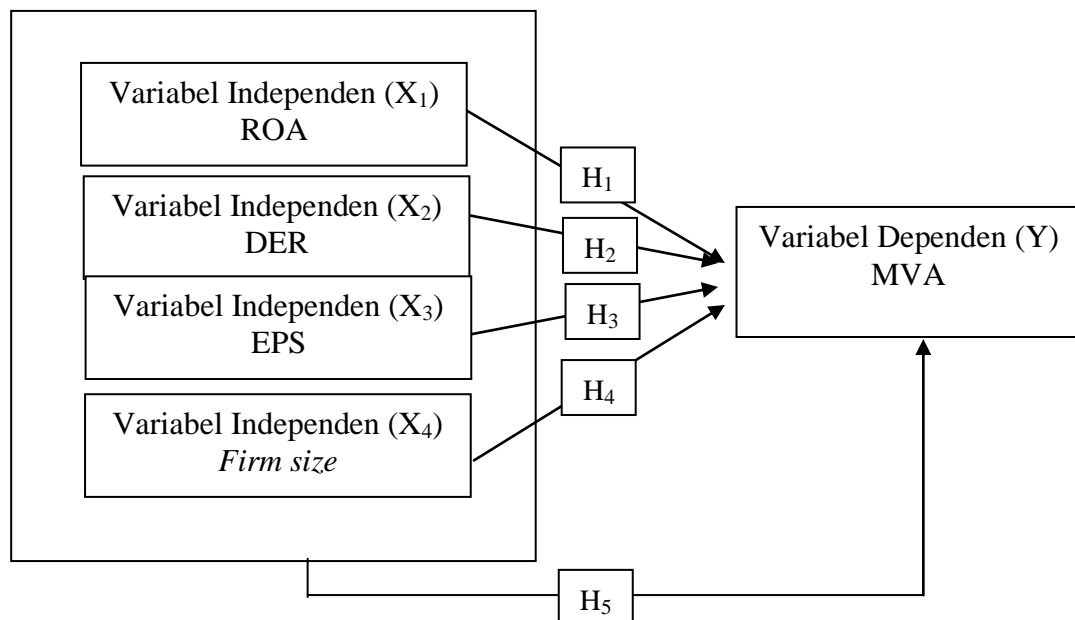 Variabel Independen (X₁)
ROA
H₁
Variabel Independen (X₂)
DER
H₂
Variabel Dependen (Y)
MVA
Variabel Independen (X₃)
EPS
H₃
Variabel Independen (X₄)
Firm size
H₄
H₅